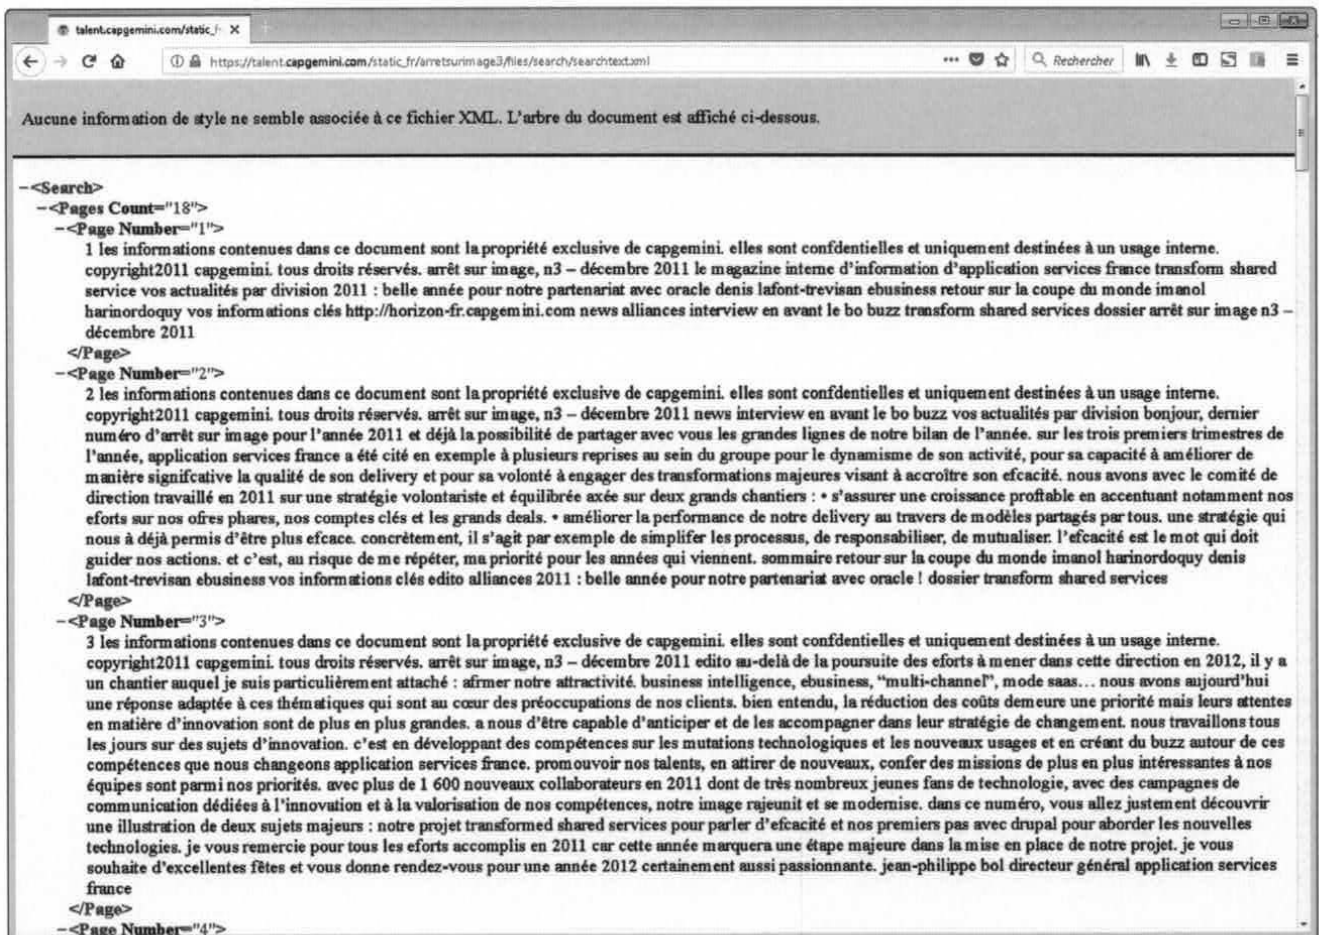 talent.capgemini.com/static_f
https://talent.capgemini.com/static_fr/arretsurimage3/files/search/searchtext.xml
Rechercher
Aucune information de style ne semble associée à ce fichier XML. L'arbre du document est affiché ci-dessous.
–<Search>
–<Pages Count="18">
–<Page Number="1">
1 les informations contenues dans ce document sont la propriété exclusive de capgemini. elles sont confdentielles et uniquement destinées à un usage interne.
copyright2011 capgemini. tous droits réservés. arrêt sur image, n3 – décembre 2011 le magazine interne d'information d'application services france transform shared
service vos actualités par division 2011 : belle année pour notre partenariat avec oracle denis lafont-trevisan ebusiness retour sur la coupe du monde imanol
harinordoquy vos informations clés http://horizon-fr.capgemini.com news alliances interview en avant le bo buzz transform shared services dossier arrêt sur image n3 –
décembre 2011
</Page>
–<Page Number="2">
2 les informations contenues dans ce document sont la propriété exclusive de capgemini. elles sont confdentielles et uniquement destinées à un usage interne.
copyright2011 capgemini. tous droits réservés. arrêt sur image, n3 – décembre 2011 news interview en avant le bo buzz vos actualités par division bonjour, dernier
numéro d'arrêt sur image pour l'année 2011 et déjà la possibilité de partager avec vous les grandes lignes de notre bilan de l'année. sur les trois premiers trimestres de
l'année, application services france a été cité en exemple à plusieurs reprises au sein du groupe pour le dynamisme de son activité, pour sa capacité à améliorer de
manière signifcative la qualité de son delivery et pour sa volonté à engager des transformations majeures visant à accroître son efcacité. nous avons avec le comité de
direction travaillé en 2011 sur une stratégie volontariste et équilibrée axée sur deux grands chantiers : • s'assurer une croissance proftable en accentuant notamment nos
eforts sur nos ofres phares, nos comptes clés et les grands deals. • améliorer la performance de notre delivery au travers de modèles partagés par tous. une stratégie qui
nous à déjà permis d'être plus efcace. concrètement, il s'agit par exemple de simplifer les processus, de responsabiliser, de mutualiser. l'efcacité est le mot qui doit
guider nos actions. et c'est, au risque de me répéter, ma priorité pour les années qui viennent. sommaire retour sur la coupe du monde imanol harinordoquy denis
lafont-trevisan ebusiness vos informations clés edito alliances 2011 : belle année pour notre partenariat avec oracle ! dossier transform shared services
</Page>
–<Page Number="3">
3 les informations contenues dans ce document sont la propriété exclusive de capgemini. elles sont confdentielles et uniquement destinées à un usage interne.
copyright2011 capgemini. tous droits réservés. arrêt sur image, n3 – décembre 2011 edito au-delà de la poursuite des eforts à mener dans cette direction en 2012, il y a
un chantier auquel je suis particulièrement attaché : afrmer notre attractivité. business intelligence, ebusiness, "multi-channel", mode saas… nous avons aujourd'hui
une réponse adaptée à ces thématiques qui sont au cœur des préoccupations de nos clients. bien entendu, la réduction des coûts demeure une priorité mais leurs attentes
en matière d'innovation sont de plus en plus grandes. a nous d'être capable d'anticiper et de les accompagner dans leur stratégie de changement. nous travaillons tous
les jours sur des sujets d'innovation. c'est en développant des compétences sur les mutations technologiques et les nouveaux usages et en créant du buzz autour de ces
compétences que nous changeons application services france. promouvoir nos talents, en attirer de nouveaux, confer des missions de plus en plus intéressantes à nos
équipes sont parmi nos priorités. avec plus de 1 600 nouveaux collaborateurs en 2011 dont de très nombreux jeunes fans de technologie, avec des campagnes de
communication dédiées à l'innovation et à la valorisation de nos compétences, notre image rajeunit et se modernise. dans ce numéro, vous allez justement découvrir
une illustration de deux sujets majeurs : notre projet transformed shared services pour parler d'efcacité et nos premiers pas avec drupal pour aborder les nouvelles
technologies. je vous remercie pour tous les eforts accomplis en 2011 car cette année marquera une étape majeure dans la mise en place de notre projet. je vous
souhaite d'excellentes fêtes et vous donne rendez-vous pour une année 2012 certainement aussi passionnante. jean-philippe bol directeur général application services
france
</Page>
–<Page Number="4">